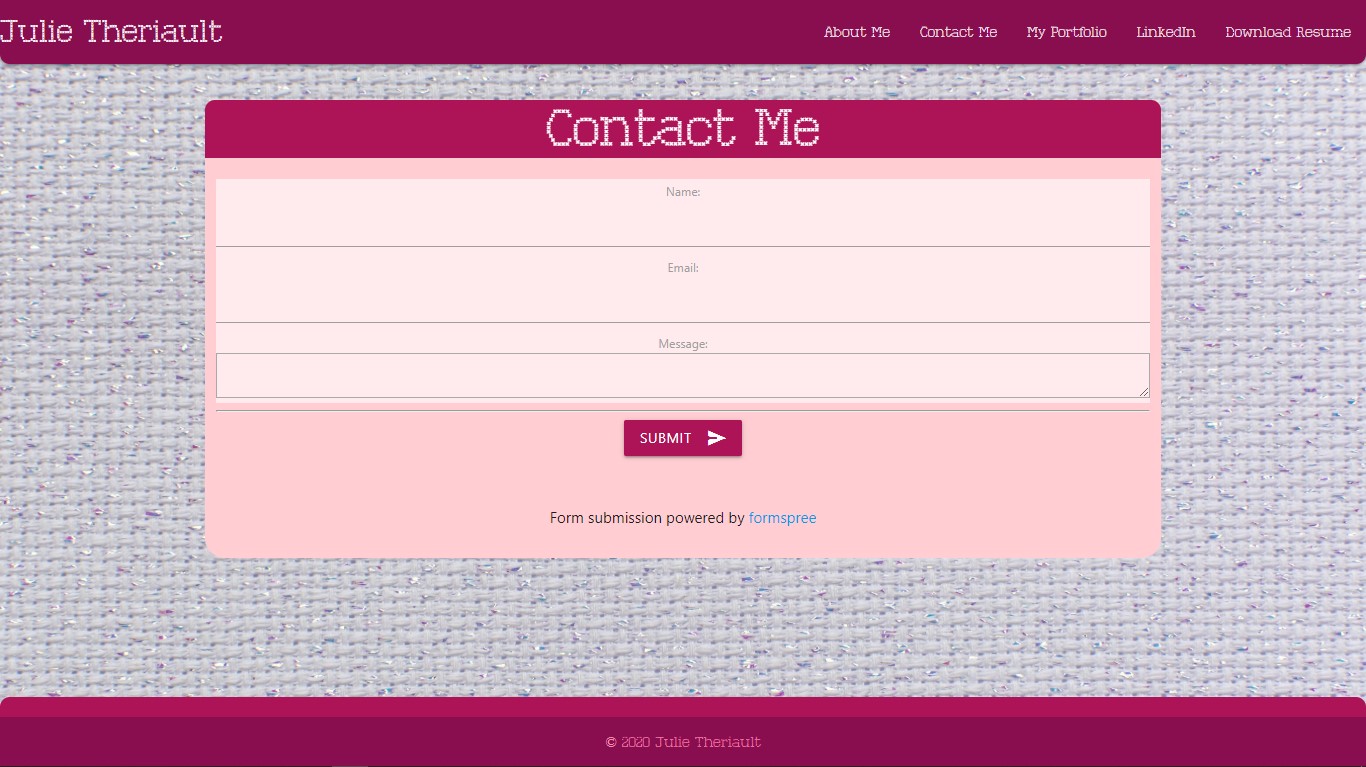 Julie Theriault
About Me Contact Me My Portfolio LinkedIn Download Resume
Contact Me
Name:
Email:
Message:
SUBMIT
Form submission powered by formspree
© 2020 Julie Theriault